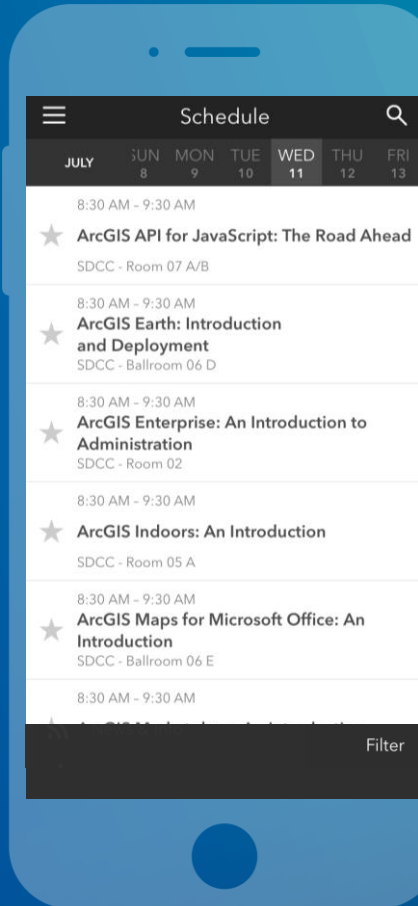 Schedule
JULY
SUN MON TUE WED THU FRI
8 9 10 11 12 13
8:30 AM - 9:30 AM
ArcGIS API for JavaScript: The Road Ahead
SDCC - Room 07 A/B
8:30 AM - 9:30 AM
ArcGIS Earth: Introduction
and Deployment
SDCC - Ballroom 06 D
8:30 AM - 9:30 AM
ArcGIS Enterprise: An Introduction to
Administration
SDCC - Room 02
8:30 AM - 9:30 AM
ArcGIS Indoors: An Introduction
SDCC - Room 05 A
8:30 AM - 9:30 AM
ArcGIS Maps for Microsoft Office: An
Introduction
SDCC - Ballroom 06 E
8:30 AM - 9:30 AM
Filter